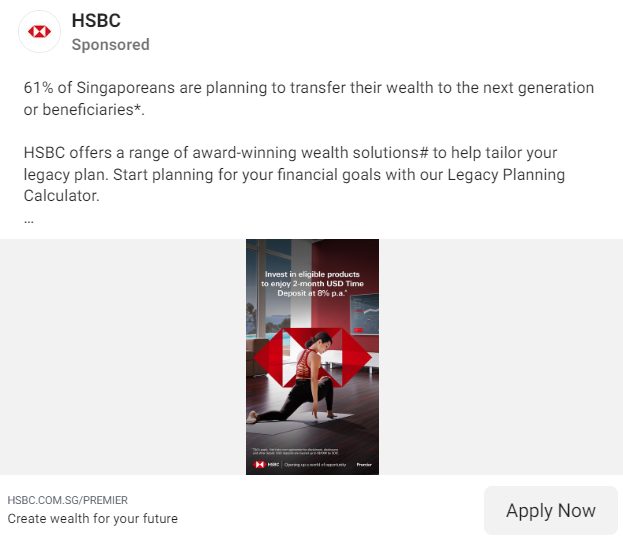 HSBC
Sponsored
61% of Singaporeans are planning to transfer their wealth to the next generation
or beneficiaries*.
HSBC offers a range of award-winning wealth solutions# to help tailor your
legacy plan. Start planning for your financial goals with our Legacy Planning
Calculator.
...
Invest in eligible products
to enjoy 2-month USD Time
Deposit at 8% p.a.^
HSBC | Opening up a world of opportunity Premier
HSBC.COM.SG/PREMIER
Create wealth for your future
Apply Now